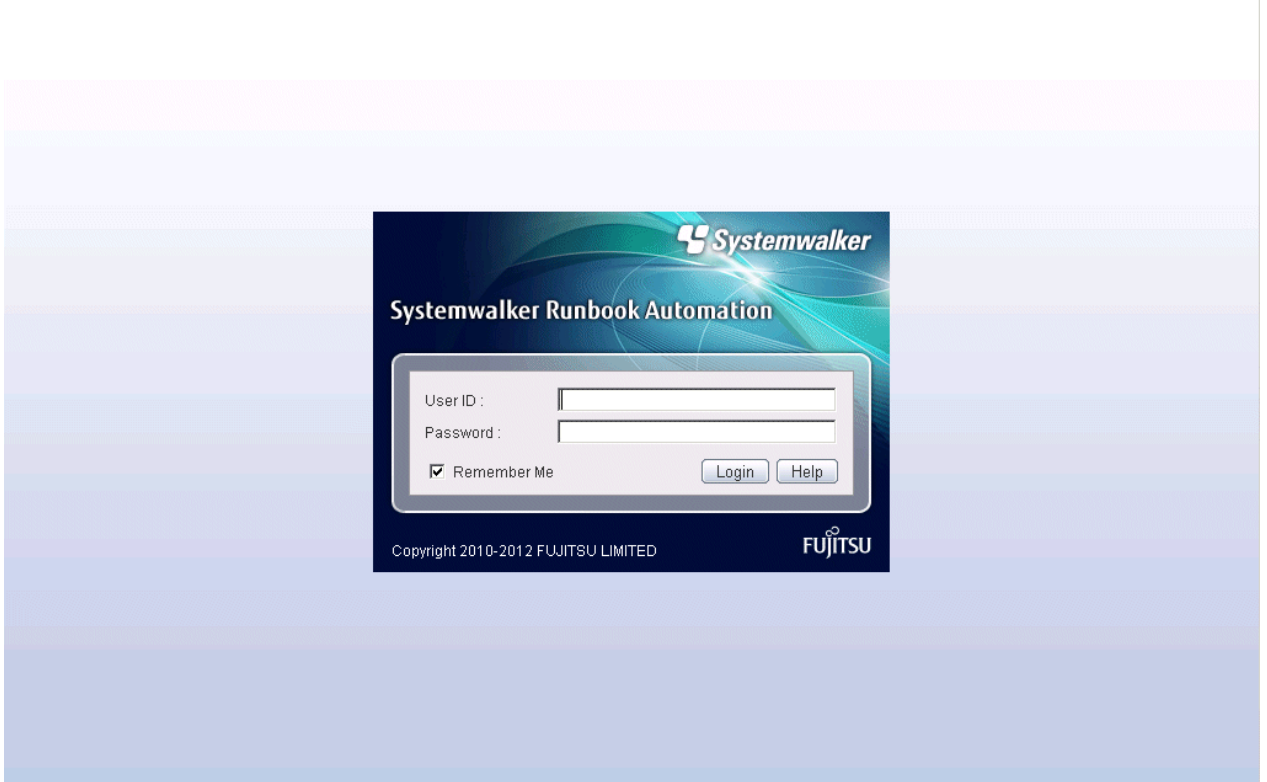 Systemwalker
Systemwalker Runbook Automation
User ID :
Password :
Remember Me
Login
Help
Copyright 2010-2012 FUJITSU LIMITED
FUJITSU